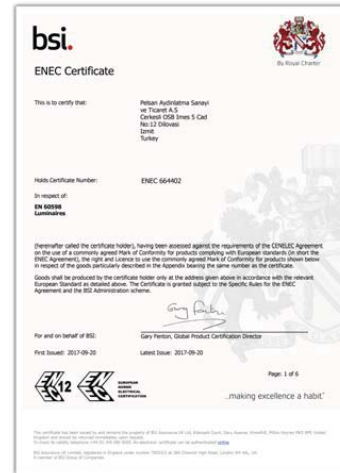 bsi.
By Royal Charter
ENEC Certificate
This is to certify that:
Pelsan Aydinlatma Sanayi
ve Ticaret A.S
Cerkesli OSB Imes 5 Cad
No:12 Dilovasi
Izmit
Turkey
Holds Certificate Number:
ENEC 664402
In respect of:
EN 60598
Luminaires
(hereinafter called the certificate holder), having been assessed against the requirements of the CENELEC Agreement
on the use of a commonly agreed Mark of Conformity for products complying with European standards (in short the
ENEC Agreement), the right and Licence to use the commonly agreed Mark of Conformity for products shown below
in respect of the goods particularly described in the Appendix bearing the same number as the certificate.
Goods shall be produced by the certificate holder only at the address given above in accordance with the relevant
European Standard as detailed above. The Certificate is granted subject to the Specific Rules for the ENEC
Agreement and the BSI Administration scheme.
For and on behalf of BSI:
Gary Fenton, Global Product Certification Director
First Issued: 2017-09-20
Latest Issue: 2017-09-20
Page: 1 of 6
12
EUROPEAN
NORMS
ELECTRICAL
CERTIFICATION
...making excellence a habit.™